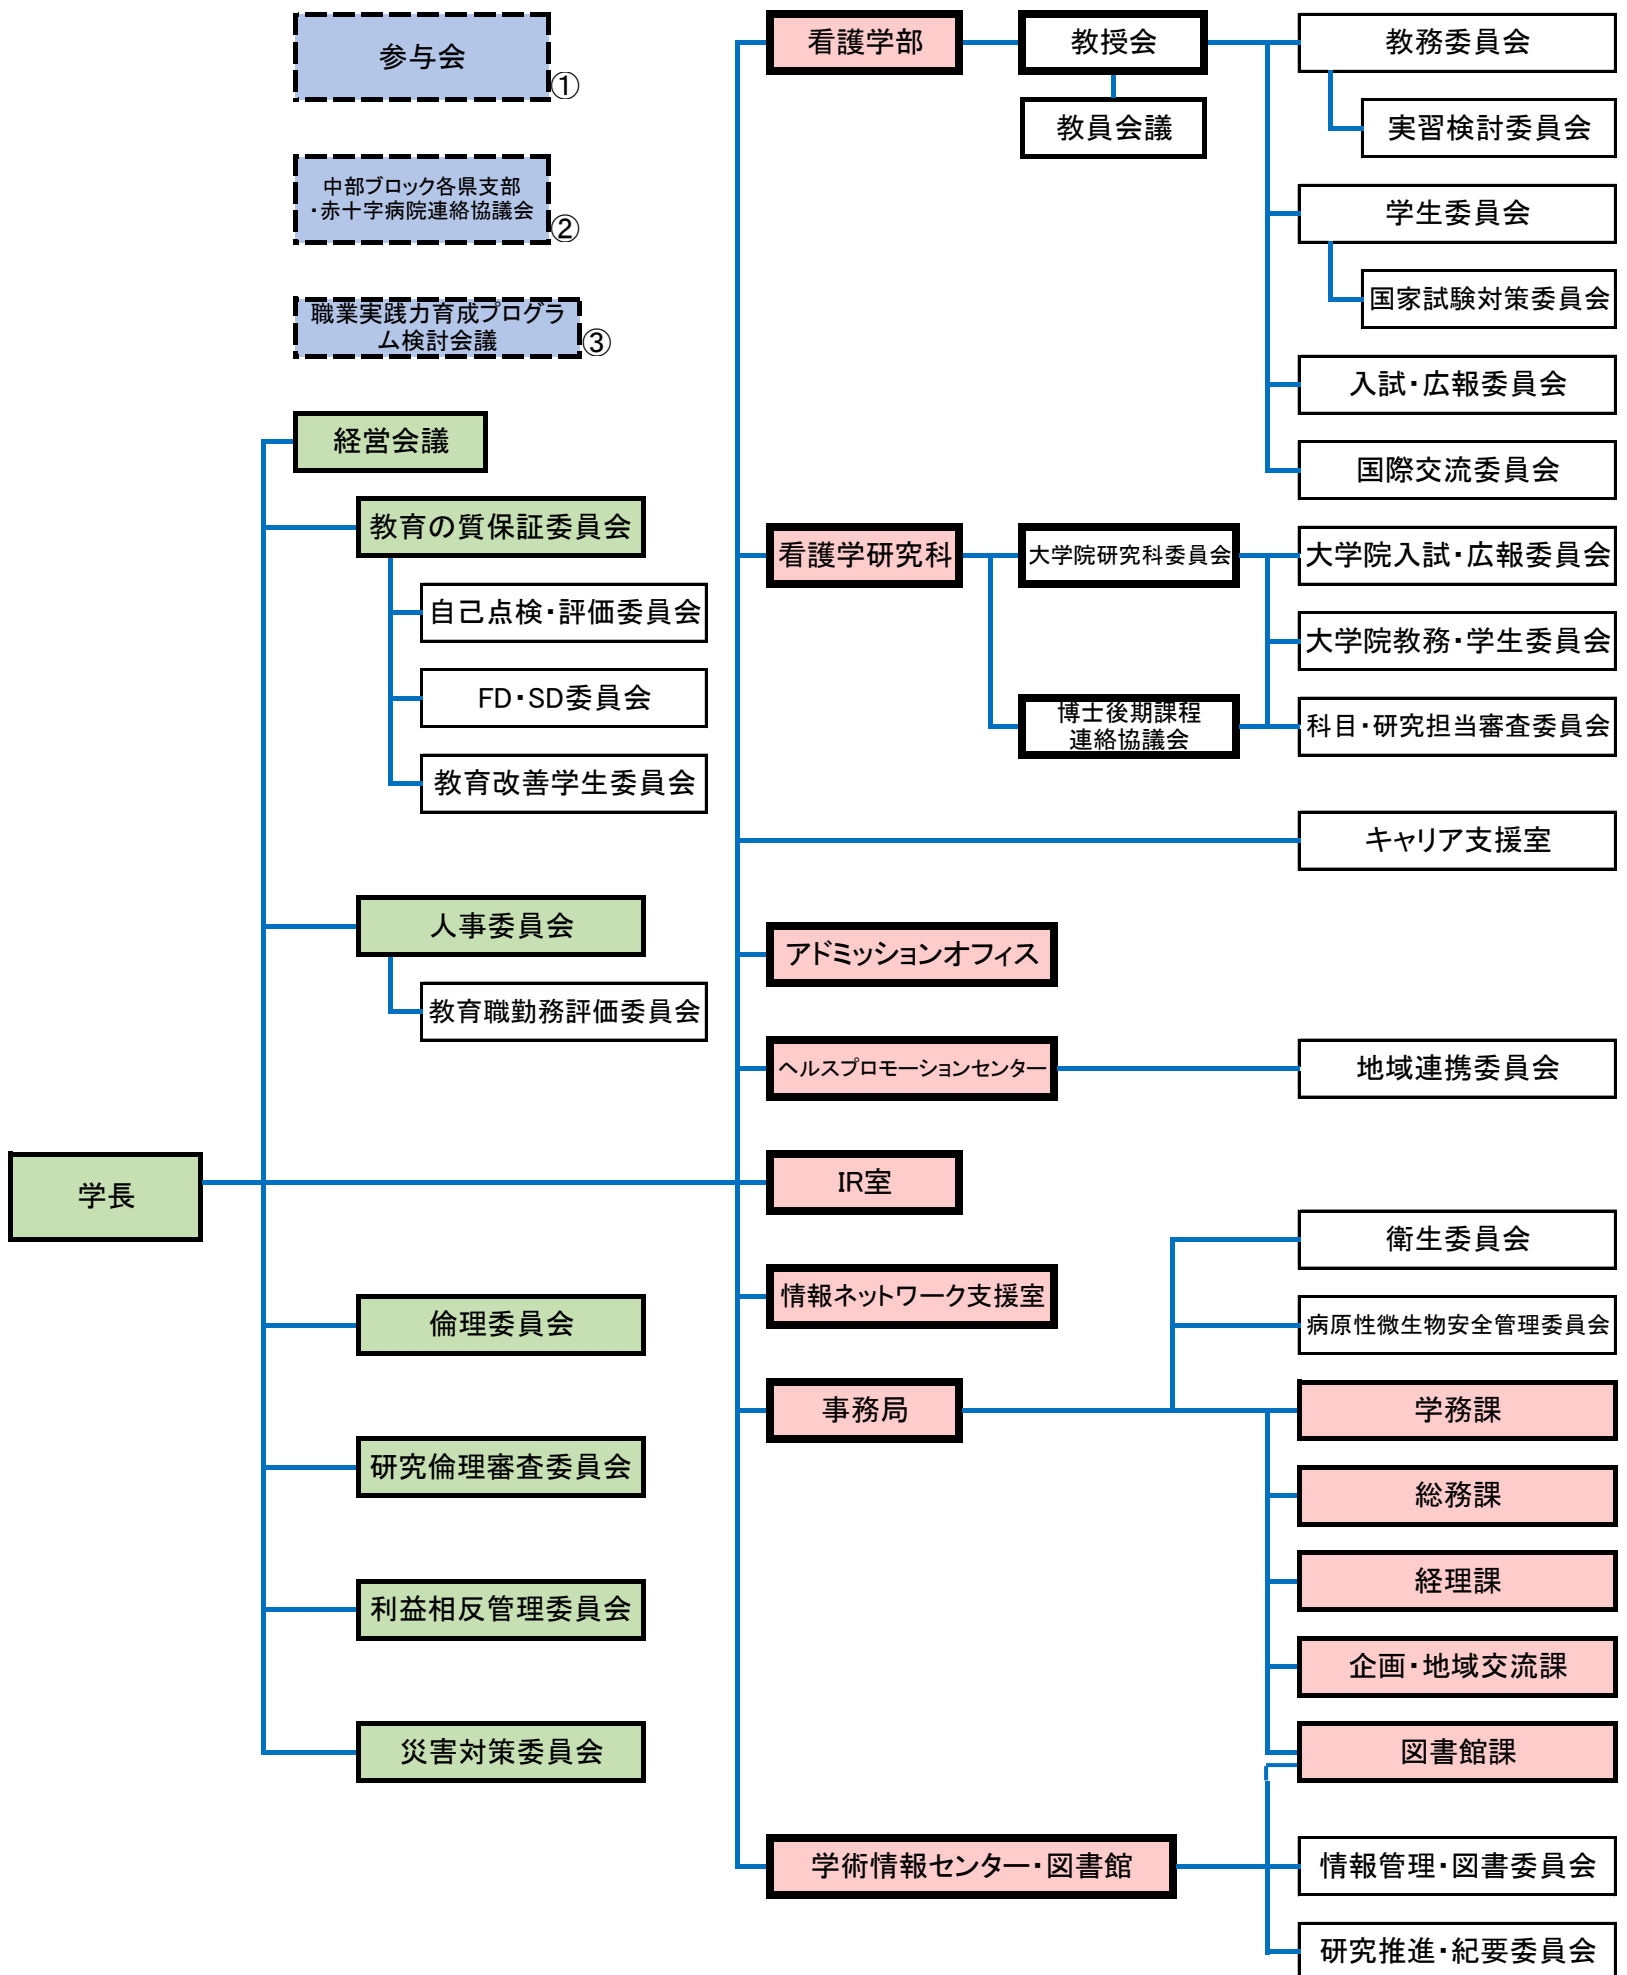 参与会
①
中部ブロック各県支部
・赤十字病院連絡協議会
②
職業実践力育成プログラ
ム検討会議
③
経営会議
教育の質保証委員会
自己点検・評価委員会
FD・SD委員会
教育改善学生委員会
人事委員会
教育職勤務評価委員会
学長
倫理委員会
研究倫理審査委員会
利益相反管理委員会
災害対策委員会
看護学部
教授会
教員会議
教務委員会
実習検討委員会
学生委員会
国家試験対策委員会
入試・広報委員会
国際交流委員会
看護学研究科
大学院研究科委員会
博士後期課程
連絡協議会
大学院入試・広報委員会
大学院教務・学生委員会
科目・研究担当審査委員会
キャリア支援室
アドミッションオフィス
ヘルスプロモーションセンター
地域連携委員会
IR室
情報ネットワーク支援室
事務局
衛生委員会
病原性微生物安全管理委員会
学務課
総務課
経理課
企画・地域交流課
図書館課
学術情報センター・図書館
情報管理・図書委員会
研究推進・紀要委員会